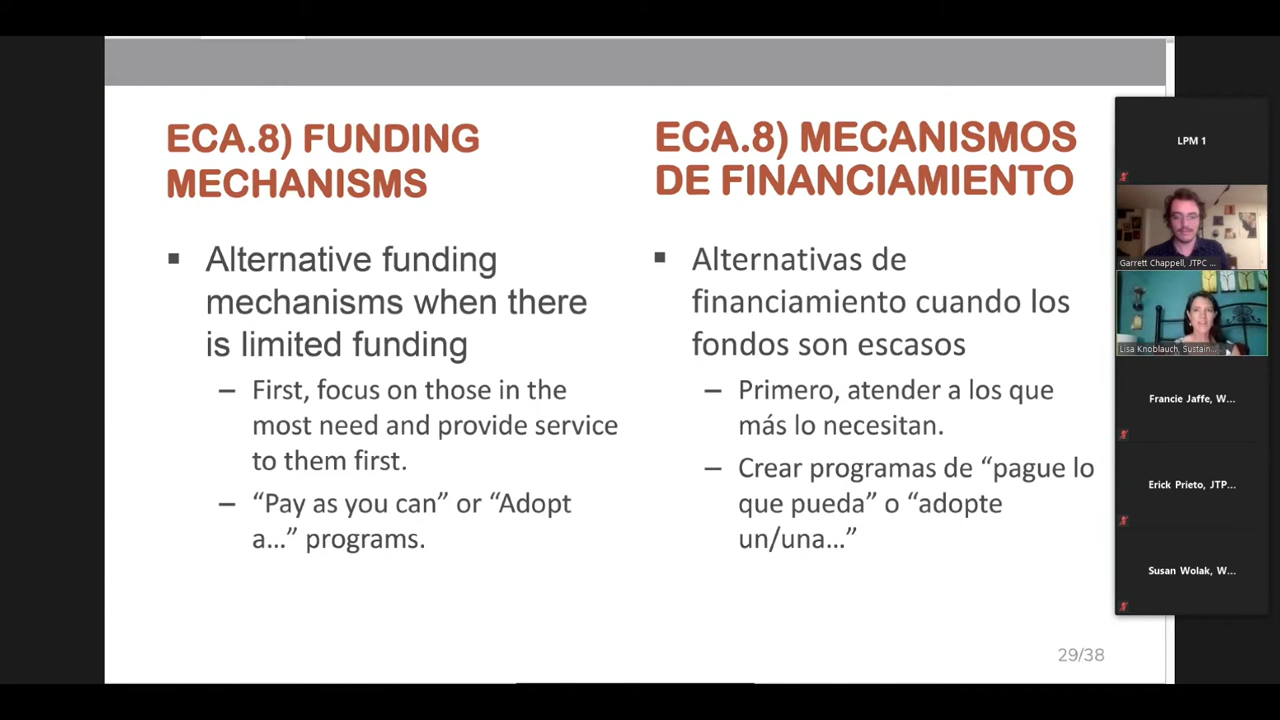 ECA.8) FUNDING
MECHANISMS
▪ Alternative funding
mechanisms when there
is limited funding
– First, focus on those in the
most need and provide service
to them first.
– “Pay as you can” or “Adopt
a…” programs.
ECA.8) MECANISMOS
DE FINANCIAMIENTO
▪ Alternativas de
financiamiento cuando los
fondos son escasos
– Primero, atender a los que
más lo necesitan.
– Crear programas de “pague lo
que pueda” o “adopte
un/una…”
29/38
LPM 1
Garrett Chappell, JTPC ...
Lisa Knoblauch, Sustain...
Francie Jaffe, W...
Erick Prieto, JTP...
Susan Wolak, W...